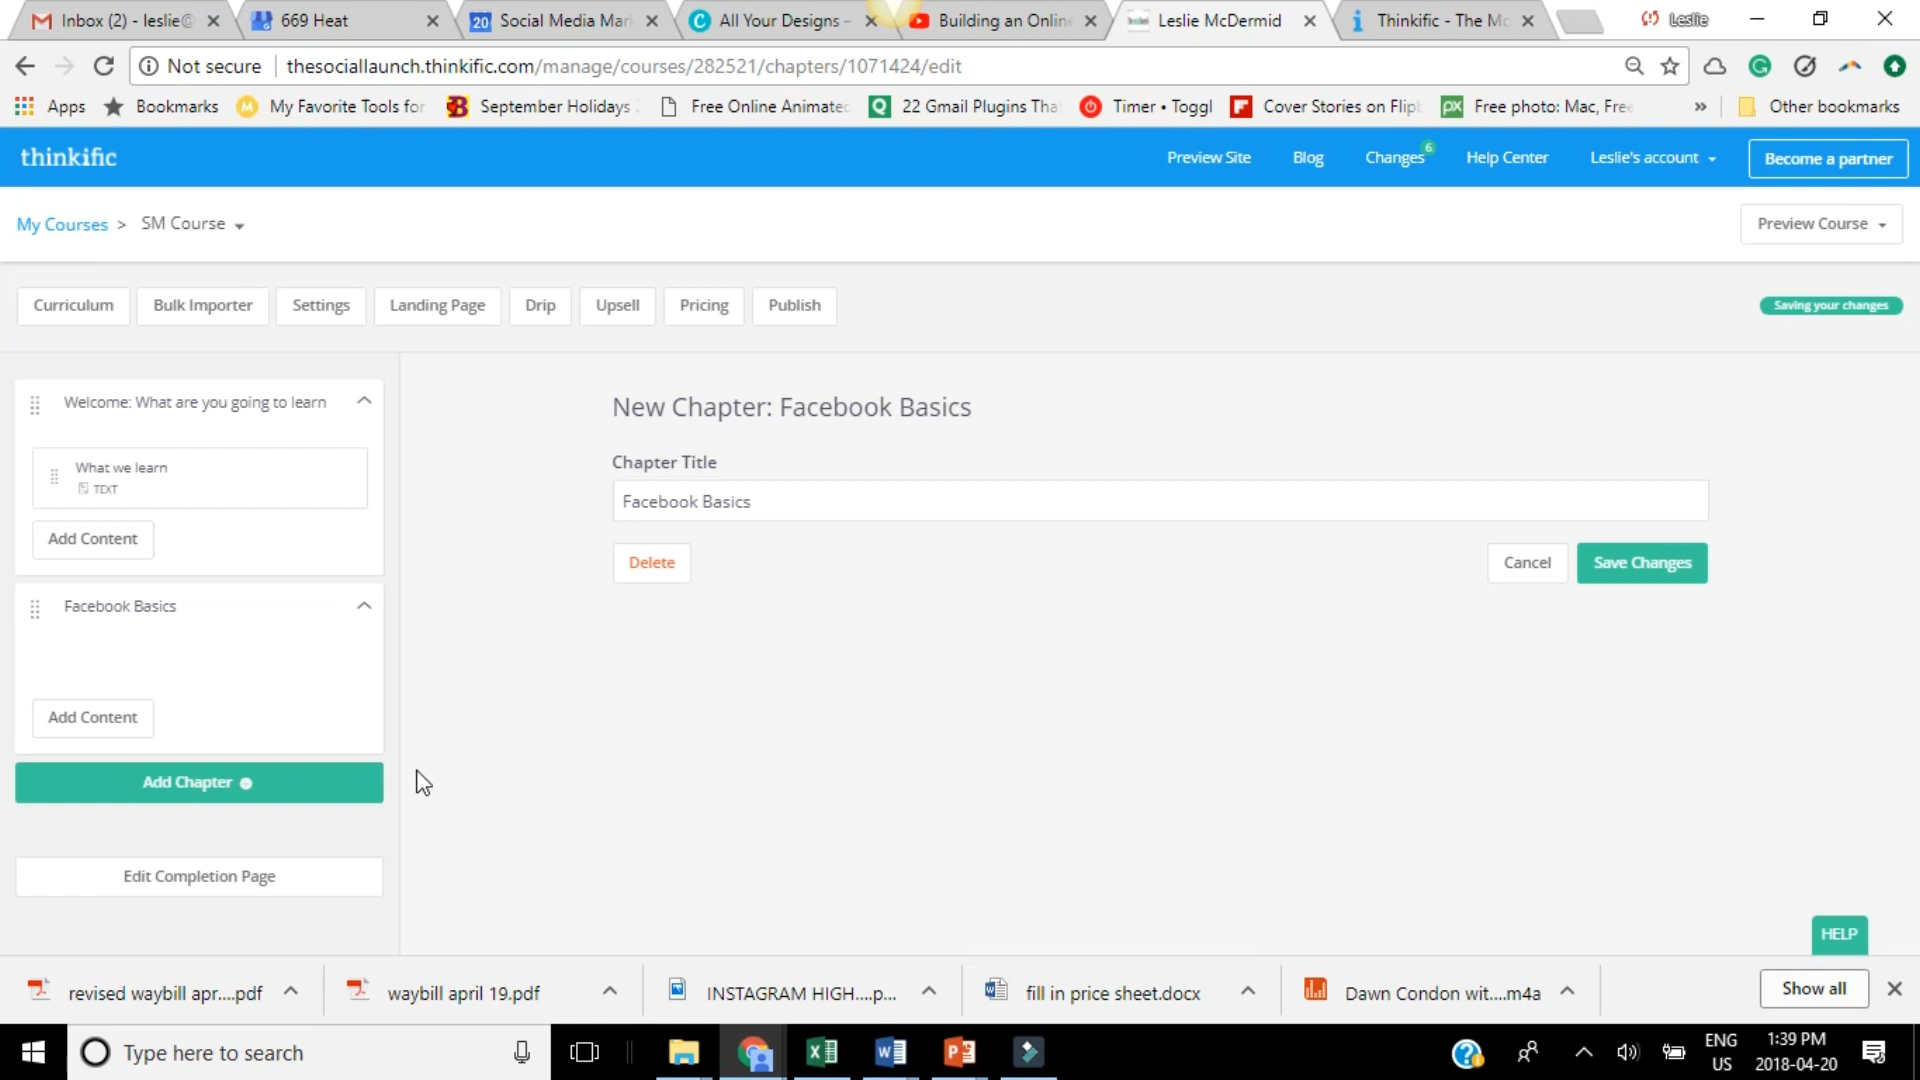 Inbox (2) - leslie@
669 Heat
20 Social Media Mar
All Your Designs -
Building an Online
Leslie McDermid
Thinkific - The Mo
Leslie
Not secure thesociallaunch.thinkific.com/manage/courses/282521/chapters/1071424/edit
Apps Bookmarks My Favorite Tools for September Holidays Free Online Animated 22 Gmail Plugins Tha Timer • Toggl Cover Stories on Flip Free photo: Mac, Free » Other bookmarks
thinkific Preview Site Blog Changes 6 Help Center Leslie's account Become a partner
My Courses > SM Course Preview Course
Curriculum Bulk Importer Settings Landing Page Drip Upsell Pricing Publish Saving your changes
Welcome: What are you going to learn
What we learn
TEXT
Add Content
Facebook Basics
Add Content
Add Chapter
Edit Completion Page
New Chapter: Facebook Basics
Chapter Title
Facebook Basics
Delete Cancel Save Changes
HELP
revised waybill apr....pdf waybill april 19.pdf INSTAGRAM HIGH....p... fill in price sheet.docx Dawn Condon wit....m4a Show all
Type here to search
ENG
US
1:39 PM
2018-04-20